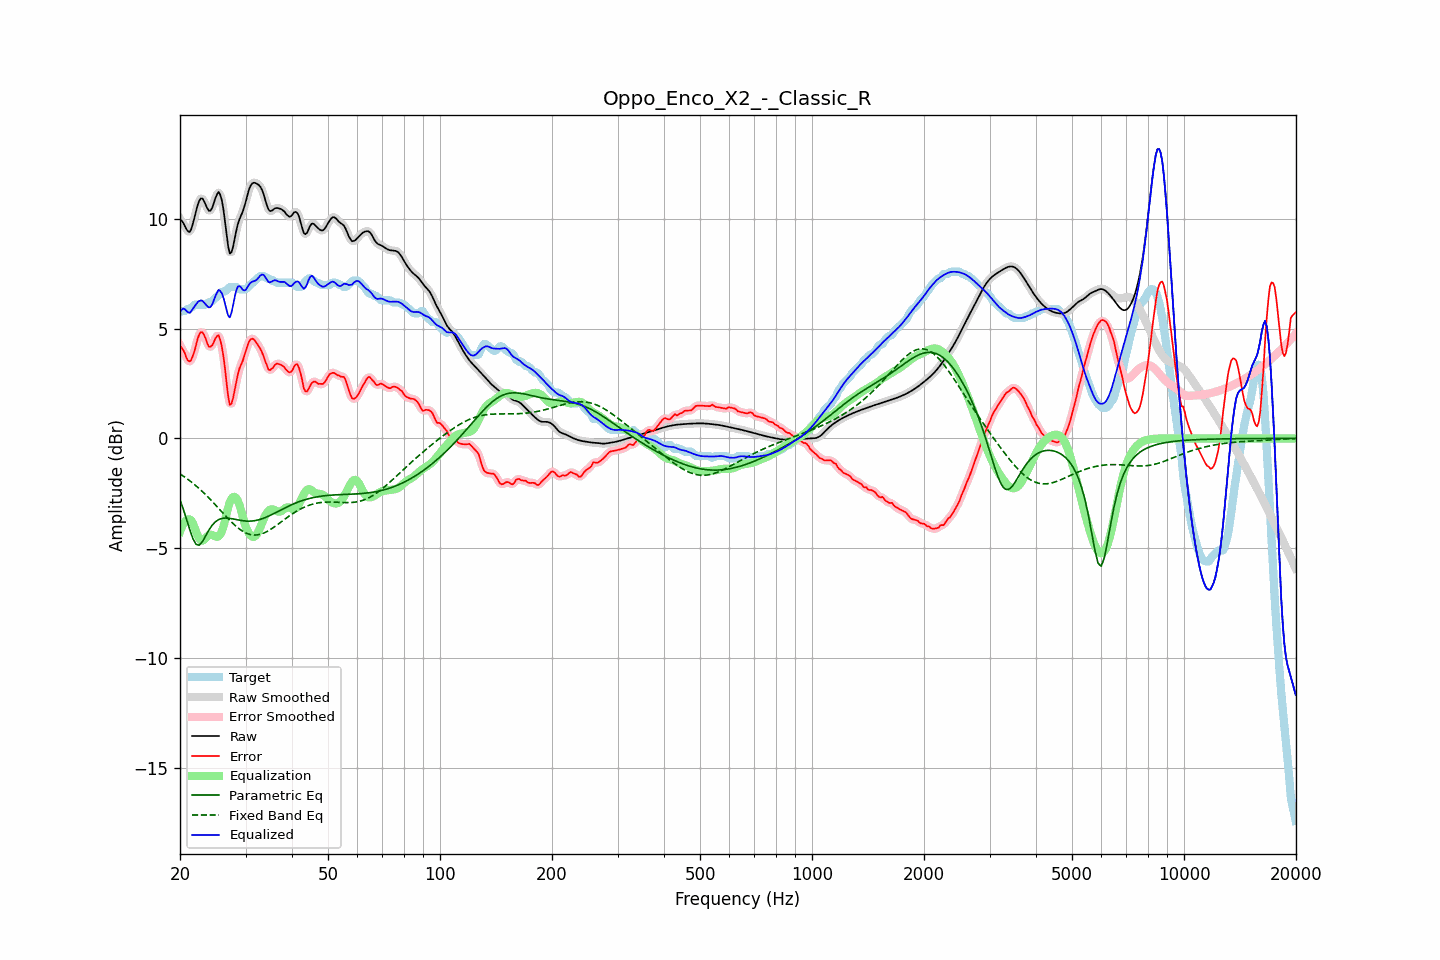 Oppo_Enco_X2_-_Classic_R
Amplitude (dBr)
10
5
0
−5
−10
−15
Target
Raw Smoothed
Error Smoothed
Raw
Error
Equalization
Parametric Eq
Fixed Band Eq
Equalized
20 50 100 200 500 1000 2000 5000 10000 20000
Frequency (Hz)